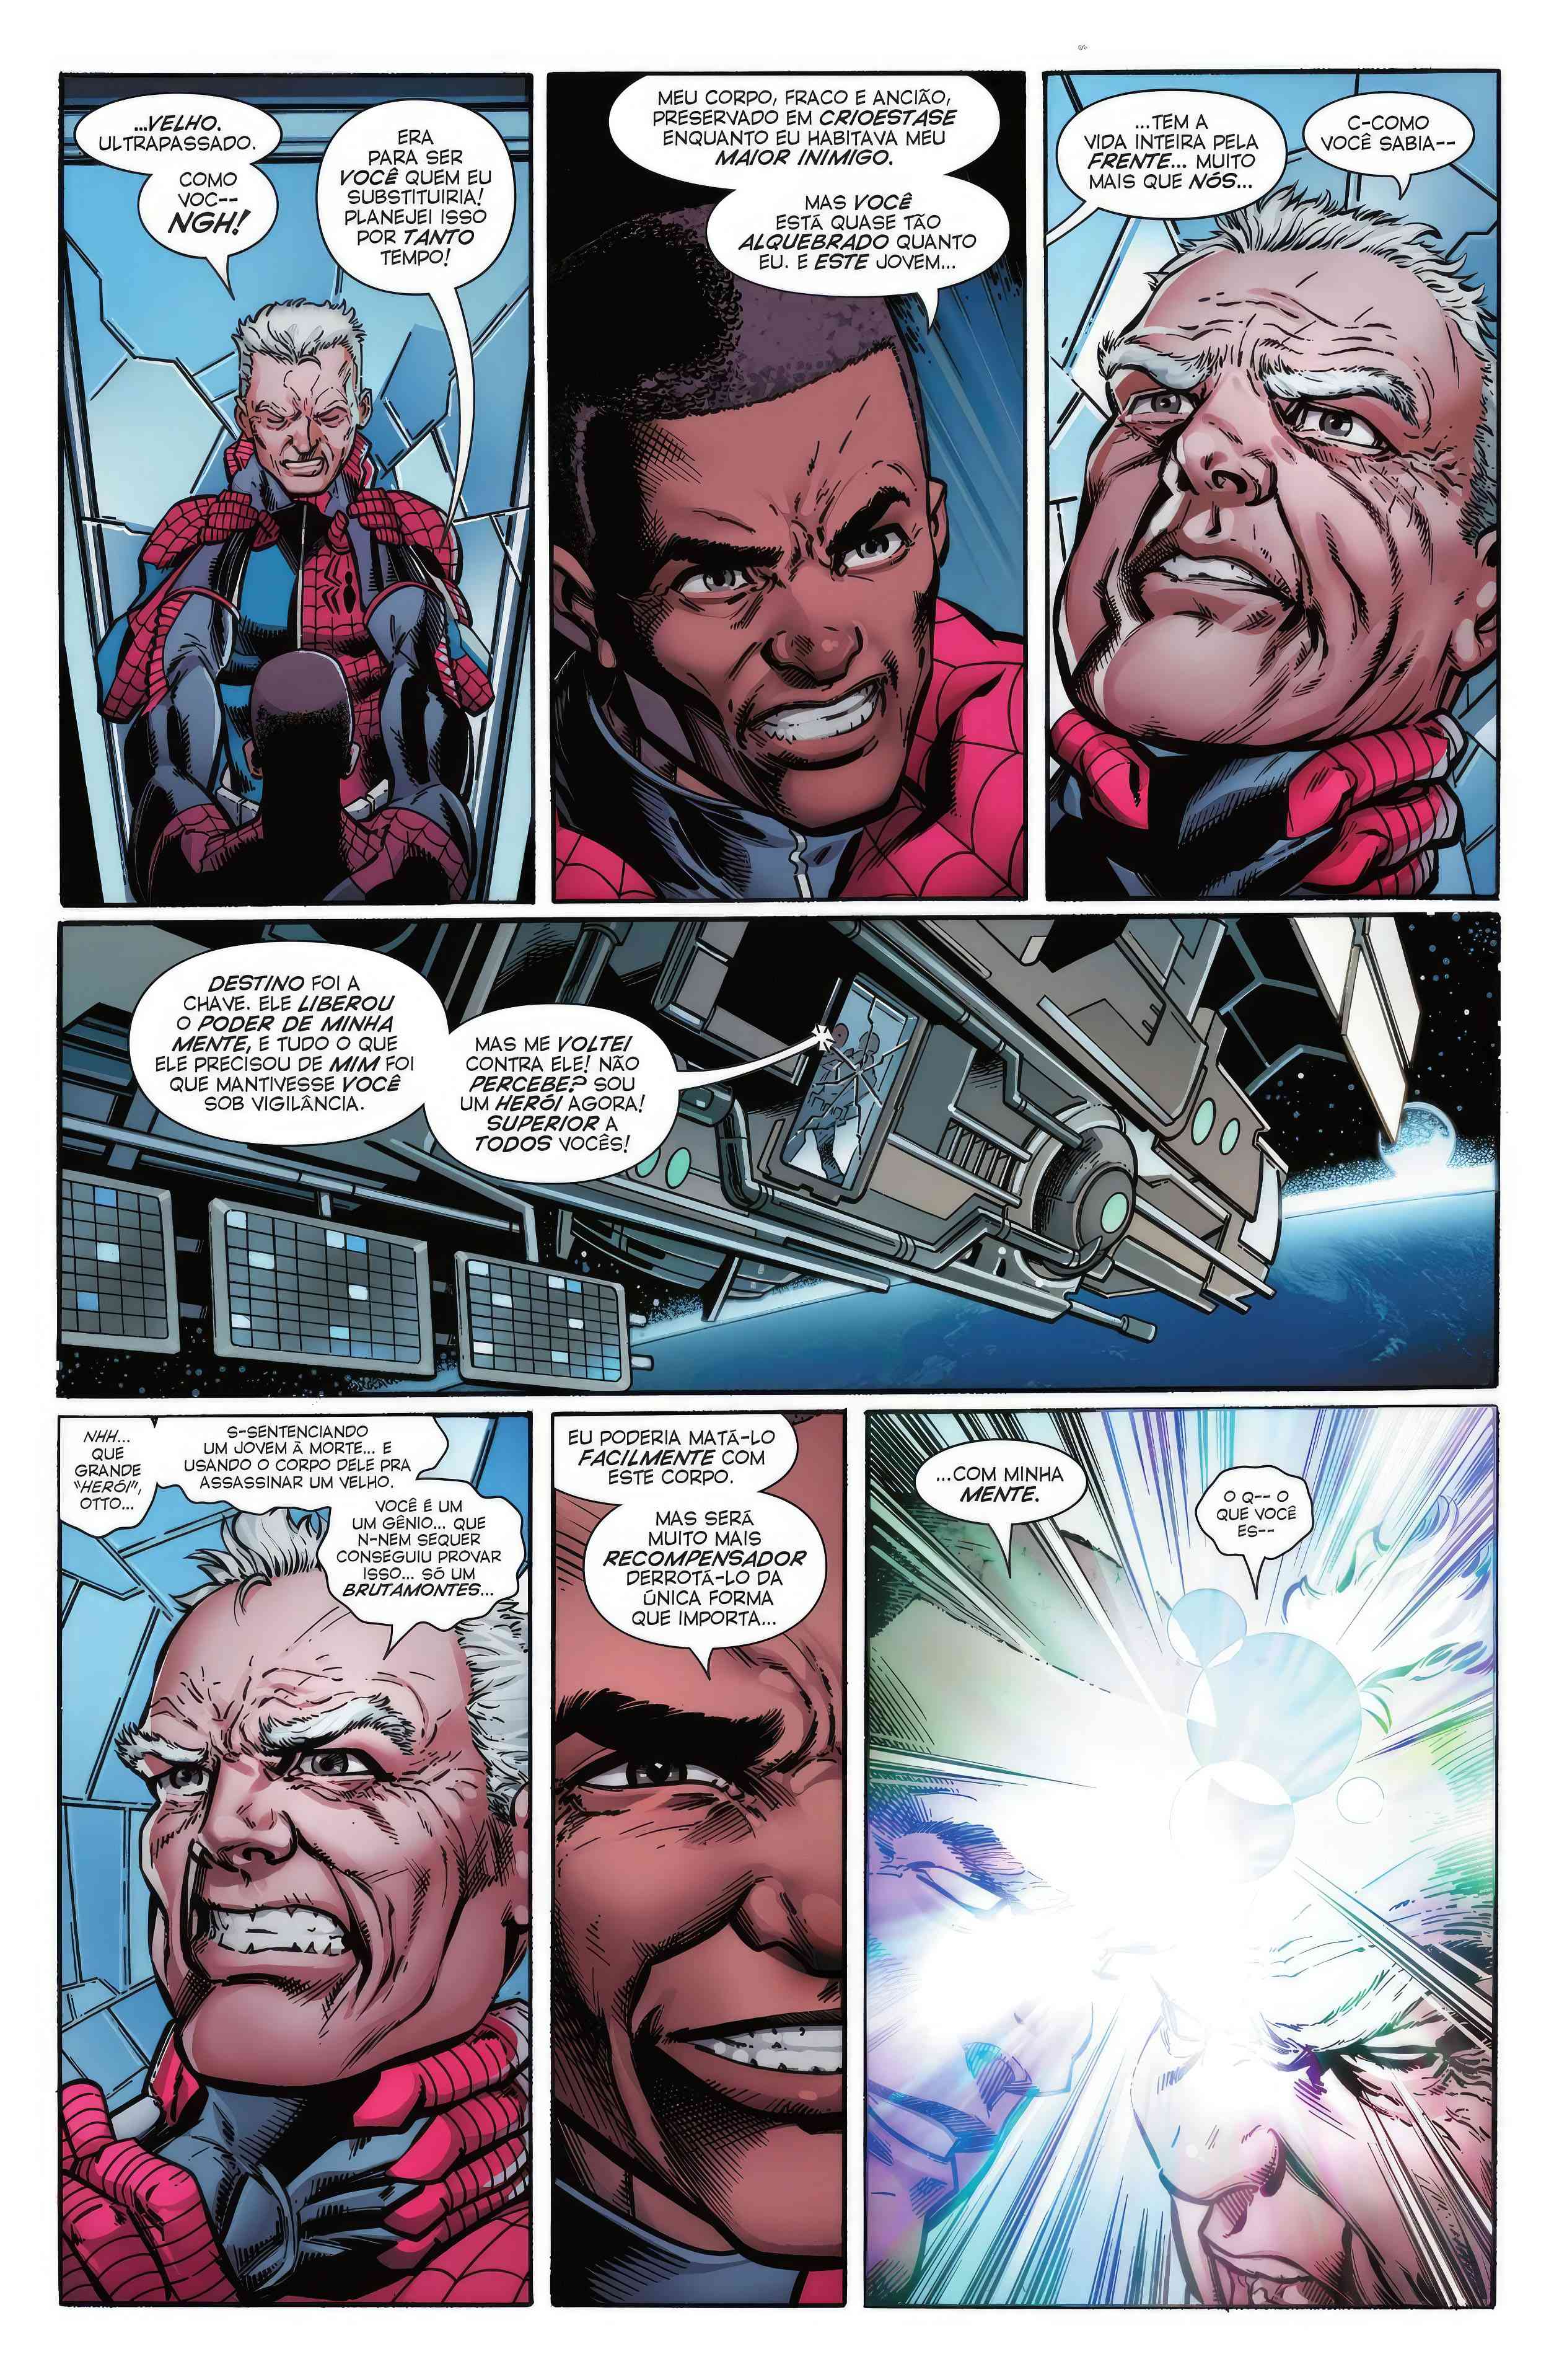 ...VELHO.
ULTRAPASSADO.
COMO
VOC--
NGH!
ERA
PARA SER
VOCÊ QUEM EU
SUBSTITUIRIA!
PLANEJEI ISSO
POR TANTO
TEMPO!
MEU CORPO, FRACO E ANCIÃO,
PRESERVADO EM CRIOESTASE
ENQUANTO EU HABITAVA MEU
MAIOR INIMIGO.
MAS VOCÊ
ESTÁ QUASE TÃO
ALQUEBRADO QUANTO
EU. E ESTE JOVEM...
...TEM A
VIDA INTEIRA PELA
FRENTE... MUITO
MAIS QUE NÓS...
C-COMO
VOCÊ SABIA--
DESTINO FOI A
CHAVE. ELE LIBEROU
O PODER DE MINHA
MENTE, E TUDO O QUE
ELE PRECISOU DE MIM FOI
QUE MANTIVESSE VOCÊ
SOB VIGILÂNCIA.
MAS ME VOLTEI
CONTRA ELE! NÃO
PERCEBE? SOU
UM HERÓI AGORA!
SUPERIOR A
TODOS VOCÊS!
NHH...
QUE
GRANDE
"HERÓI",
OTTO...
S-SENTENCIANDO
UM JOVEM À MORTE... E
USANDO O CORPO DELE PRA
ASSASSINAR UM VELHO.
VOCÊ É UM
UM GÊNIO... QUE
N-NEM SEQUER
CONSEGUIU PROVAR
ISSO... SÓ UM
BRUTAMONTES...
EU PODERIA MATÁ-LO
FACILMENTE COM
ESTE CORPO.
MAS SERÁ
MUITO MAIS
RECOMPENSADOR
DERROTÁ-LO DA
ÚNICA FORMA
QUE IMPORTA...
...COM MINHA
MENTE.
O Q-- O
QUE VOCÊ
ES--